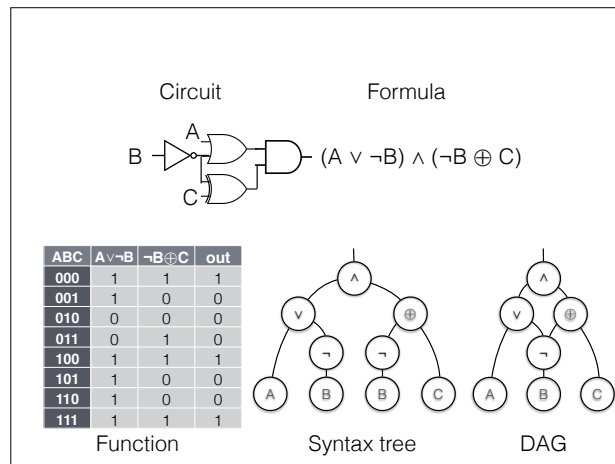 Circuit Formula
A
B (A ∨ ¬B) ∧ (¬B ⊕ C)
C
ABC A∨¬B ¬B⊕C out
000 1 1 1
001 1 0 0
010 0 0 0
011 0 1 0
100 1 1 1
101 1 0 0
110 1 0 0
111 1 1 1
Function
∧
∨ ⊕
¬ ¬
A B B C
Syntax tree
∧
∨ ⊕
¬
A B C
DAG